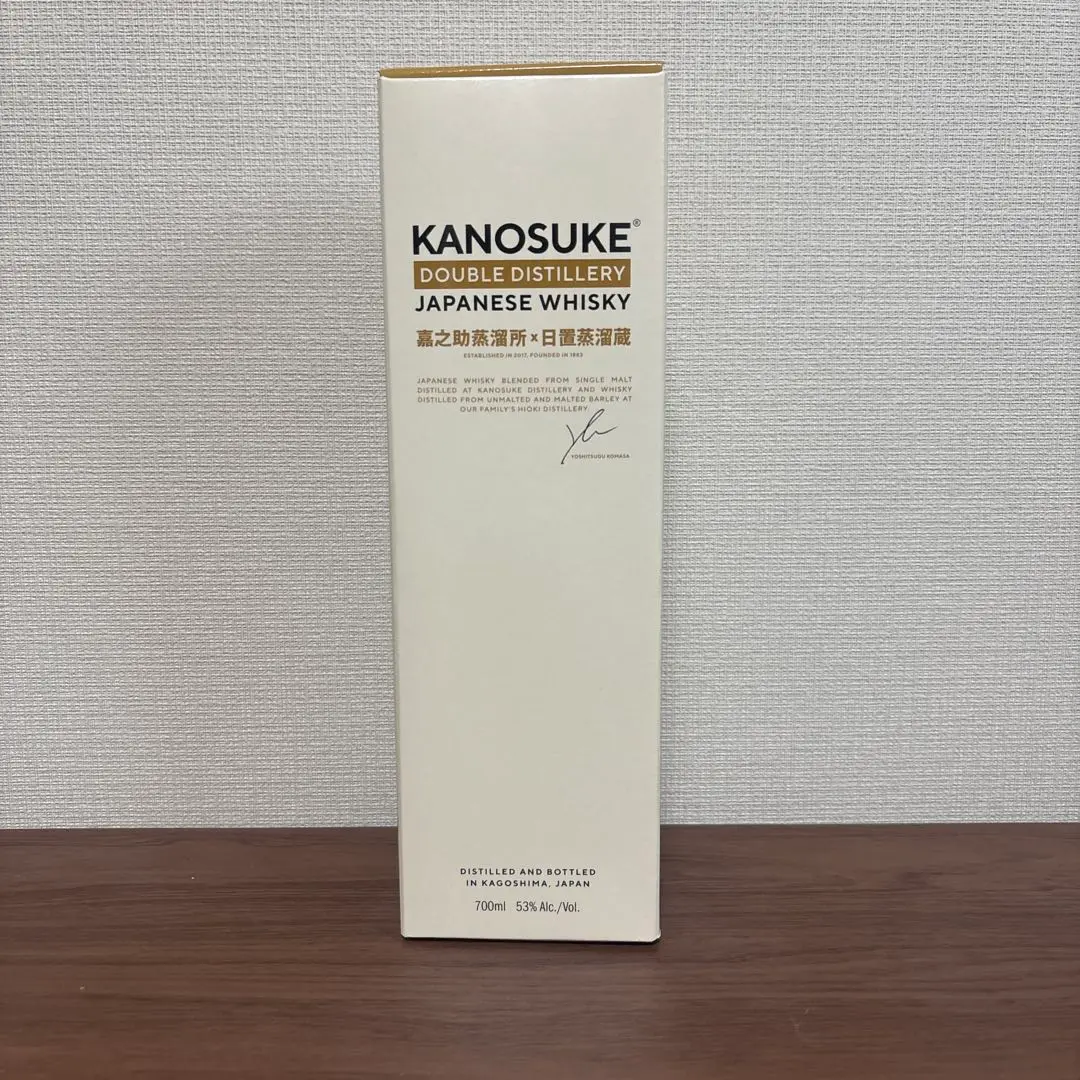 KANOSUKE®
DOUBLE DISTILLERY
JAPANESE WHISKY
嘉之助蒸溜所×日置蒸溜蔵
ESTABLISHED IN 2017, FOUNDED IN 1883
JAPANESE WHISKY BLENDED FROM SINGLE MALT
DISTILLED AT KANOSUKE DISTILLERY AND WHISKY
DISTILLED FROM UNMALTED AND MALTED BARLEY AT
OUR FAMILY'S HIOKI DISTILLERY
YOSHITSUGU KOMASA
DISTILLED AND BOTTLED
IN KAGOSHIMA, JAPAN
700ml 53% Alc./Vol.